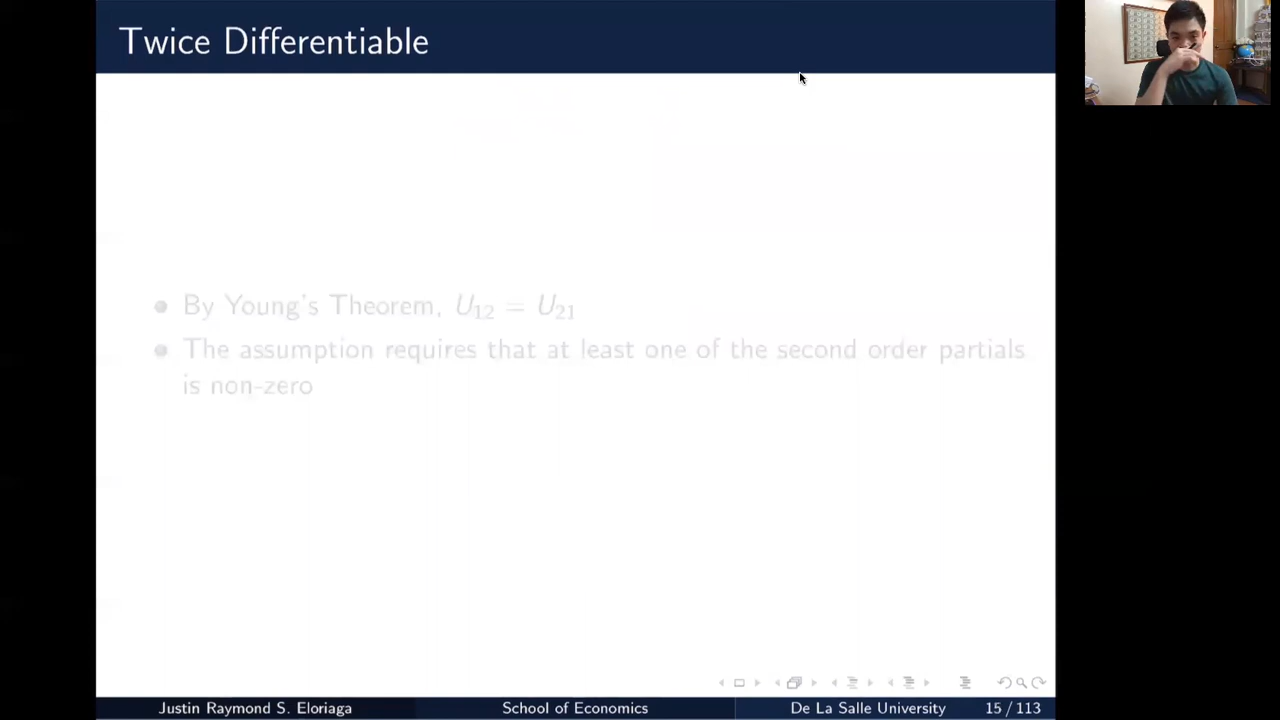 Twice Differentiable
By Young's Theorem, U12 = U21
The assumption requires that at least one of the second order partials
is non-zero
Justin Raymond S. Eloriaga School of Economics De La Salle University 15 / 113